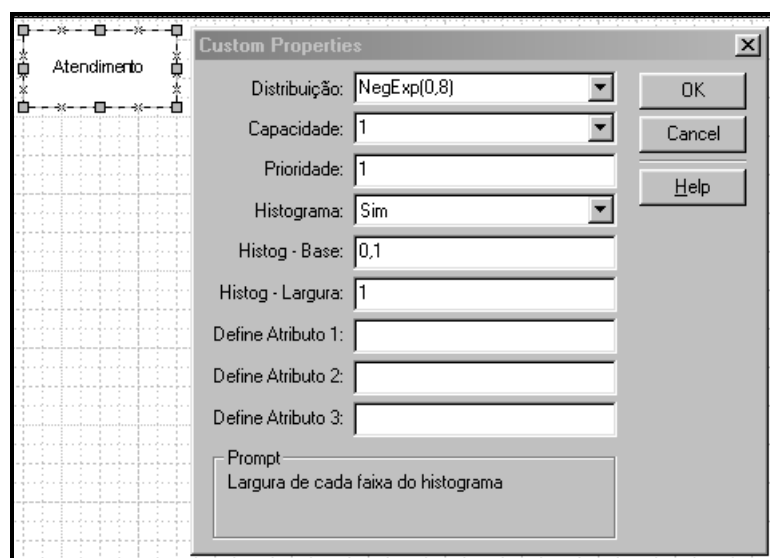 Atendimento
Custom Properties
Distribuição: NegExp(0,8)
OK
Capacidade: 1
Cancel
Prioridade: 1
Help
Histograma: Sim
Histog - Base: 0,1
Histog - Largura: 1
Define Atributo 1:
Define Atributo 2:
Define Atributo 3:
Prompt
Largura de cada faixa do histograma